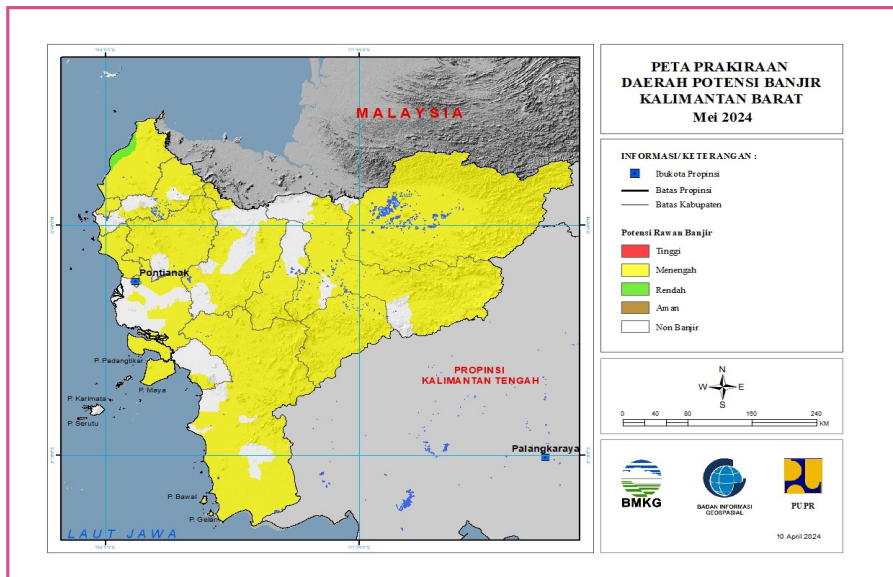 PETA PRAKIRAAN
DAERAH POTENSI BANJIR
KALIMANTAN BARAT
Mei 2024
INFORMASI/KETERANGAN :
Ibukota Propinsi
Batas Propinsi
Batas Kabupaten
Potensi Rawan Banjir
Tinggi
Menengah
Rendah
Aman
Non Banjir
N
W E
S
0 40 80 160 240
KM
BMKG
BADAN INFORMASI
GEOSPASIAL
PUPR
10 April 2024
MALAYSIA
Pontianak
P. Padangtikar
P. Maya
P. Karimata
P. Serutu
PROPINSI
KALIMANTAN TENGAH
Palangkaraya
P. Bawal
P. Gelam
LAUT JAWA